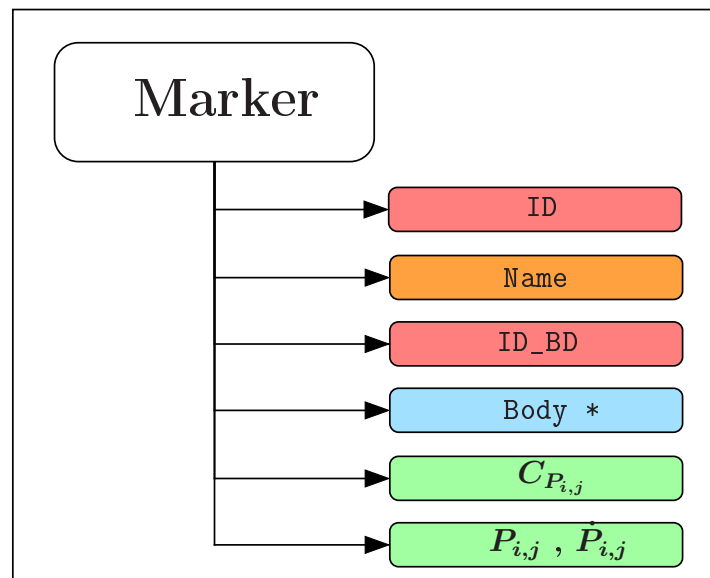 Marker
ID
Name
ID_BD
Body *
C_{P_{i,j}}
P_{i,j} , Ṗ_{i,j}